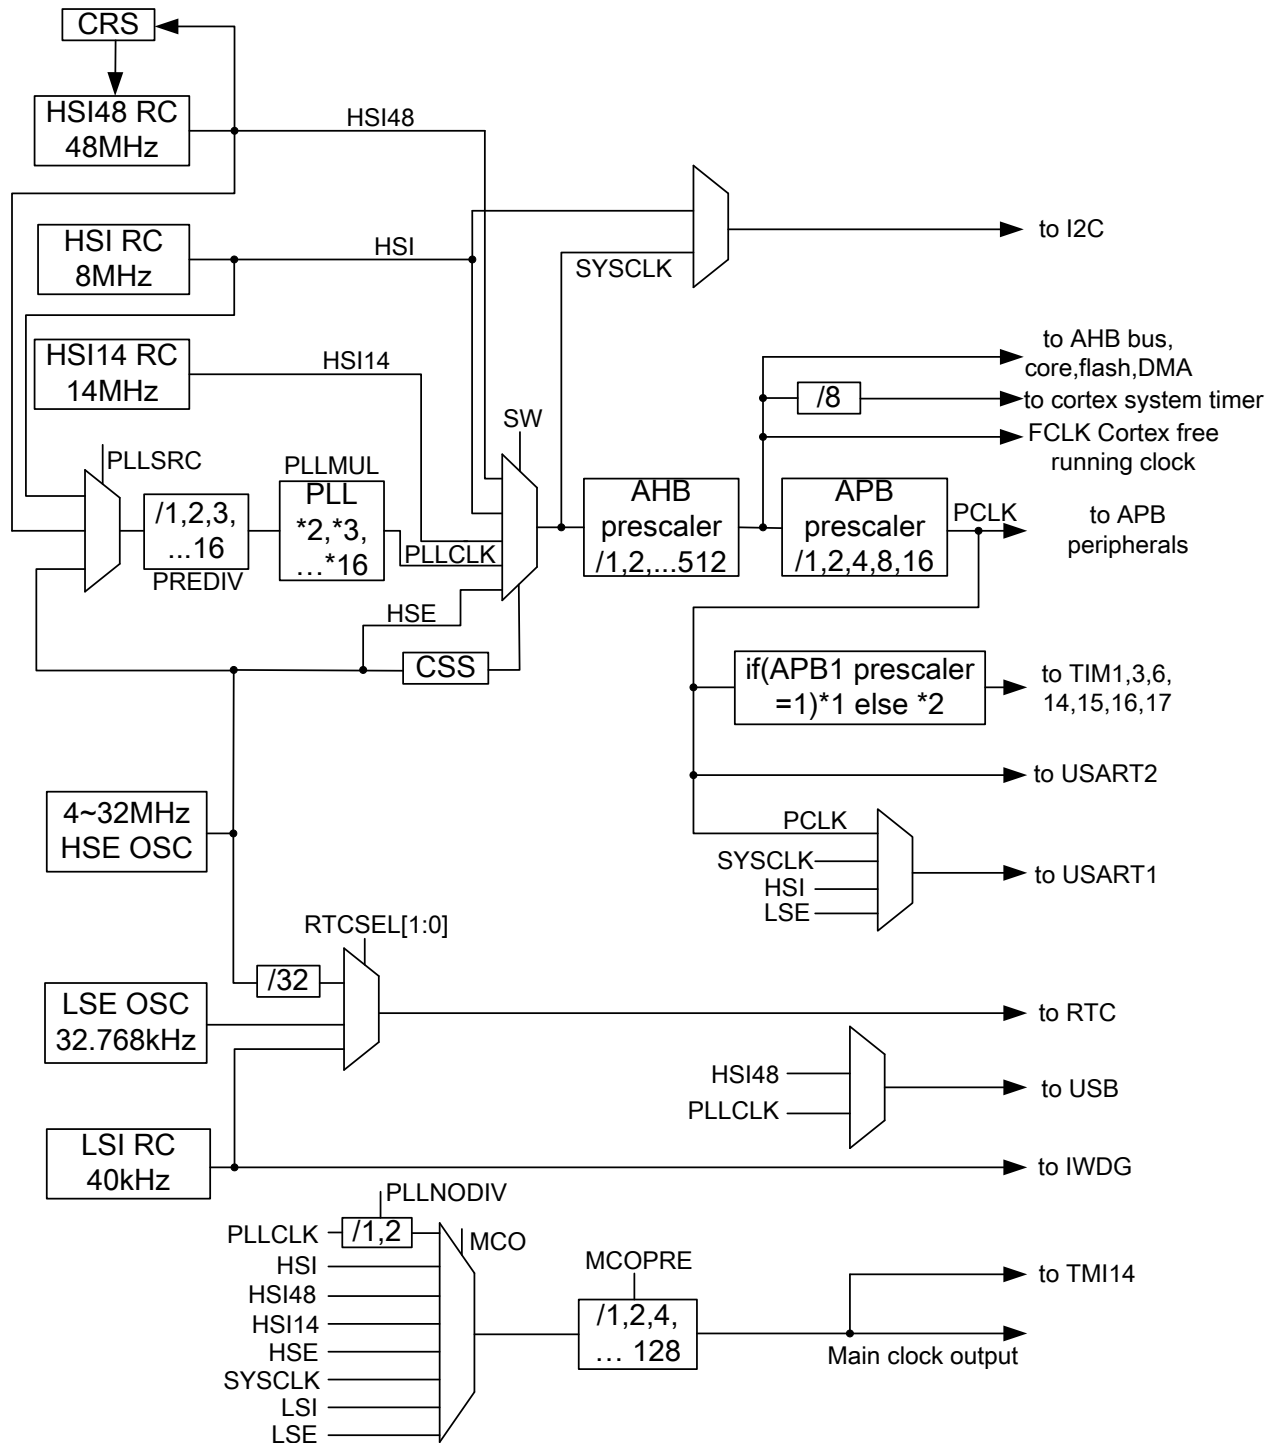 CRS
HSI48 RC
48MHz
HSI48
HSI RC
8MHz
HSI
SYSCLK
to I2C
HSI14 RC
14MHz
HSI14
to AHB bus,
core,flash,DMA
/8
to cortex system timer
FCLK Cortex free
running clock
SW
PLLSRC
PLLMUL
/1,2,3,
...16
PREDIV
PLL
*2,*3,
...*16
PLLCLK
HSE
CSS
AHB
prescaler
/1,2,...512
APB
prescaler
/1,2,4,8,16
PCLK
to APB
peripherals
if(APB1 prescaler
=1)*1 else *2
to TIM1,3,6,
14,15,16,17
to USART2
4~32MHz
HSE OSC
PCLK
SYSCLK
HSI
LSE
to USART1
RTCSEL[1:0]
/32
LSE OSC
32.768kHz
to RTC
HSI48
PLLCLK
to USB
LSI RC
40kHz
to IWDG
PLLNODIV
PLLCLK
/1,2
MCO
HSI
HSI48
HSI14
HSE
SYSCLK
LSI
LSE
MCOPRE
/1,2,4,
... 128
to TMI14
Main clock output